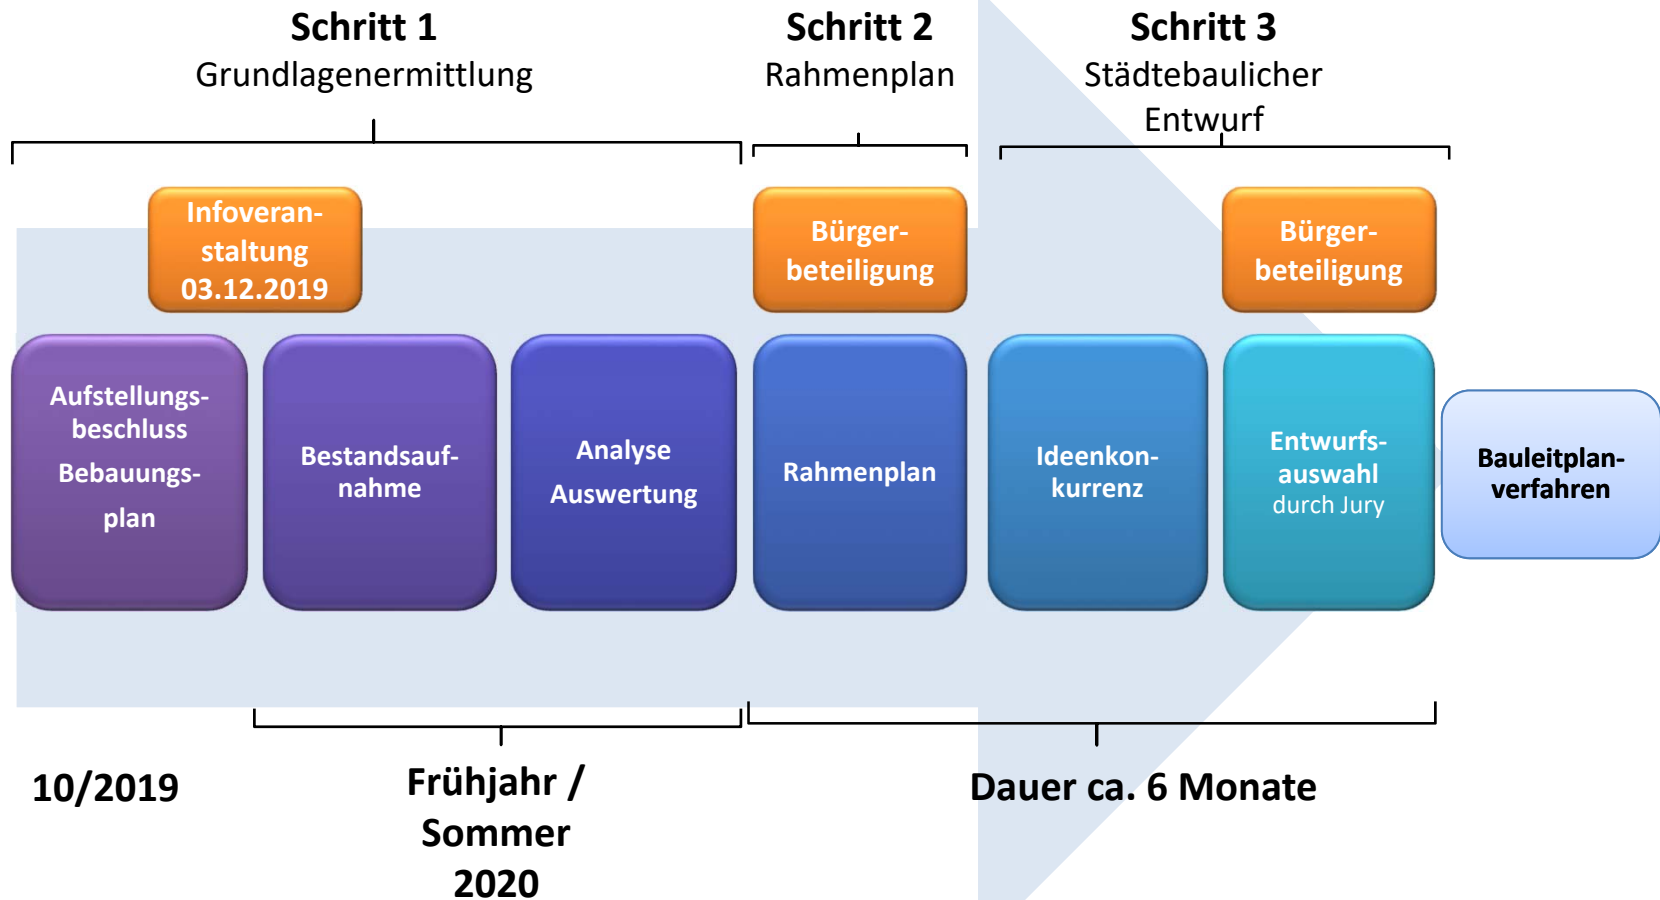 Schritt 1
Grundlagenermittlung
Schritt 2
Rahmenplan
Schritt 3
Städtebaulicher
Entwurf
Infoveran-
staltung
03.12.2019
Bürger-
beteiligung
Bürger-
beteiligung
Aufstellungs-
beschluss
Bebauungs-
plan
Bestandsauf-
nahme
Analyse
Auswertung
Rahmenplan
Ideenkon-
kurrenz
Entwurfs-
auswahl
durch Jury
Bauleitplan-
verfahren
10/2019
Frühjahr /
Sommer
2020
Dauer ca. 6 Monate